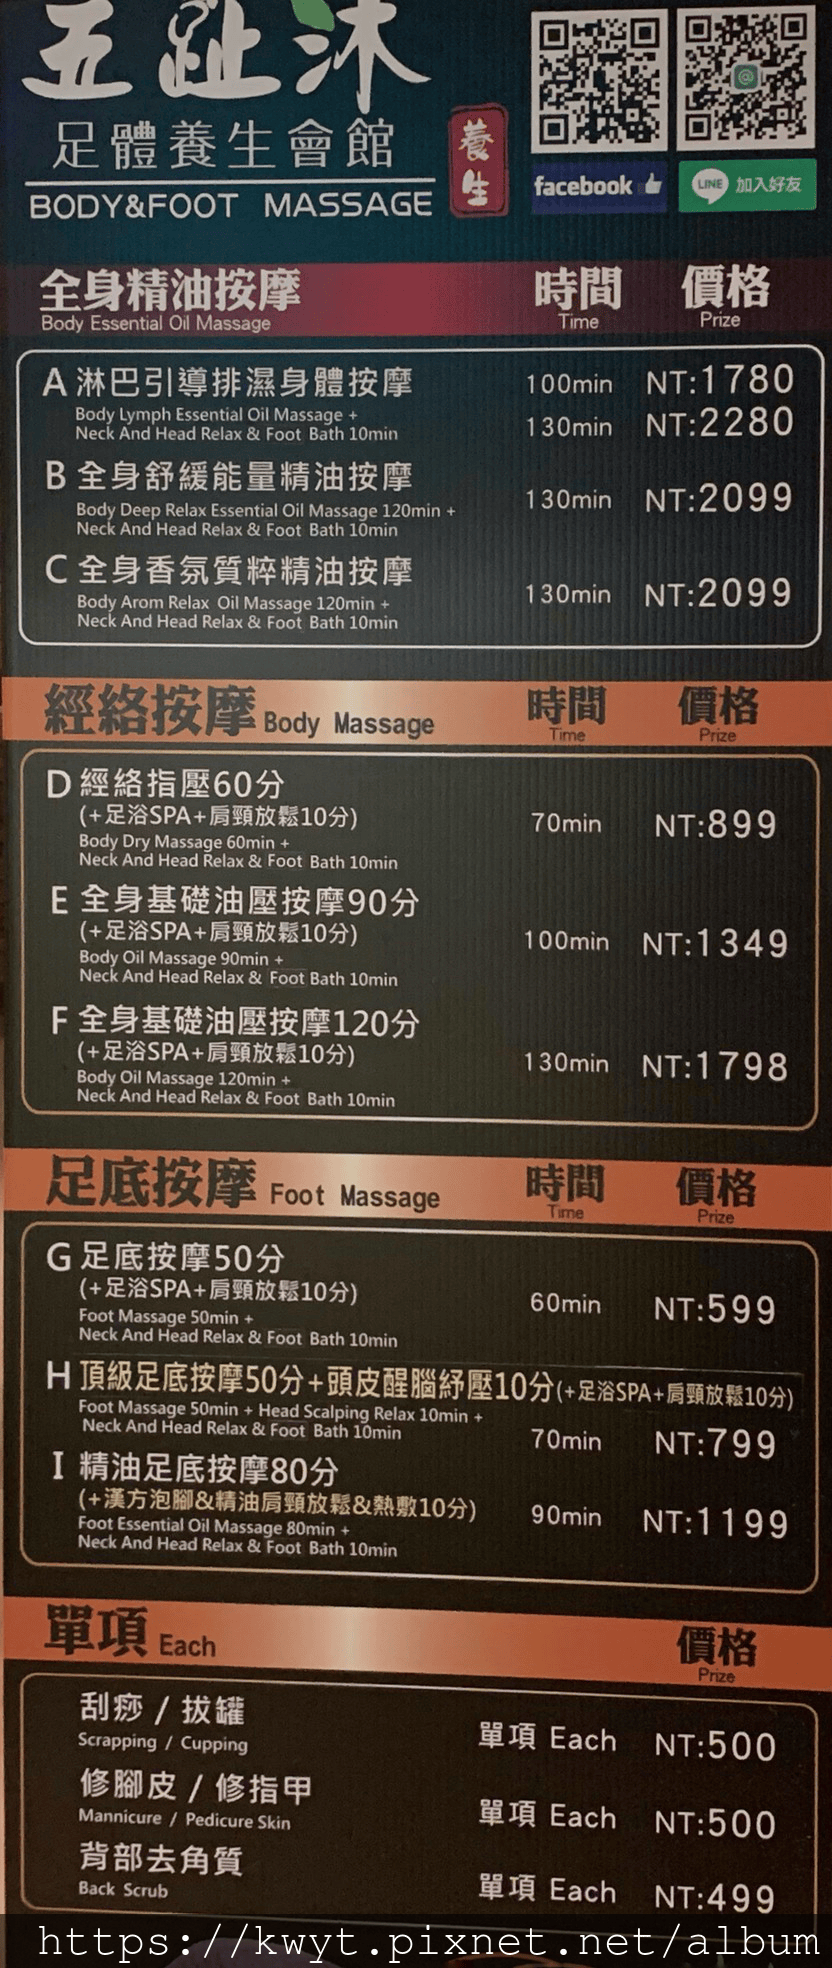 五趾沐
足體養生會館
養生
BODY&FOOT MASSAGE
facebook
LINE 加入好友
全身精油按摩 時間 價格
Body Essential Oil Massage Time Prize
A 淋巴引導排濕身體按摩 100min NT:1780
Body Lymph Essential Oil Massage +
Neck And Head Relax & Foot Bath 10min 130min NT:2280
B 全身舒緩能量精油按摩
Body Deep Relax Essential Oil Massage 120min + 130min NT:2099
Neck And Head Relax & Foot Bath 10min
C 全身香氛質粹精油按摩
Body Arom Relax Oil Massage 120min + 130min NT:2099
Neck And Head Relax & Foot Bath 10min
經絡按摩 Body Massage 時間 價格
Time Prize
D 經絡指壓60分
(+足浴SPA+肩頸放鬆10分) 70min NT:899
Body Dry Massage 60min +
Neck And Head Relax & Foot Bath 10min
E 全身基礎油壓按摩90分
(+足浴SPA+肩頸放鬆10分) 100min NT:1349
Body Oil Massage 90min +
Neck And Head Relax & Foot Bath 10min
F 全身基礎油壓按摩120分
(+足浴SPA+肩頸放鬆10分) 130min NT:1798
Body Oil Massage 120min +
Neck And Head Relax & Foot Bath 10min
足底按摩 Foot Massage 時間 價格
Time Prize
G 足底按摩50分
(+足浴SPA+肩頸放鬆10分) 60min NT:599
Foot Massage 50min +
Neck And Head Relax & Foot Bath 10min
H 頂級足底按摩50分+頭皮醒腦紓壓10分(+足浴SPA+肩頸放鬆10分)
Foot Massage 50min + Head Scalping Relax 10min +
Neck And Head Relax & Foot Bath 10min 70min NT:799
I 精油足底按摩80分
(+漢方泡腳&精油肩頸放鬆&熱敷10分) 90min NT:1199
Foot Essential Oil Massage 80min +
Neck And Head Relax & Foot Bath 10min
單項 Each 價格
Prize
刮痧 / 拔罐
Scrapping / Cupping 單項 Each NT:500
修腳皮 / 修指甲
Mannicure / Pedicure Skin 單項 Each NT:500
背部去角質
Back Scrub 單項 Each NT:499
https://kwyt.pixnet.net/album